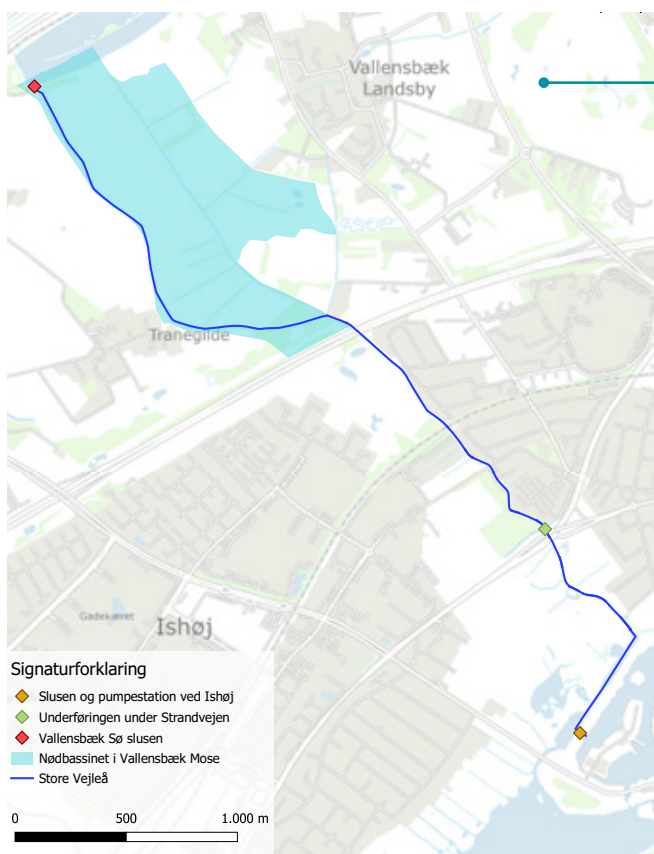 Vallensbæk
Landsby
Tranegilde
Gadekæret
Ishøj
Signaturforklaring
Slusen og pumpestation ved Ishøj
Underføringen under Strandvejen
Vallensbæk Sø slusen
Nødbassinet i Vallensbæk Mose
Store Vejleå
0 500 1.000 m